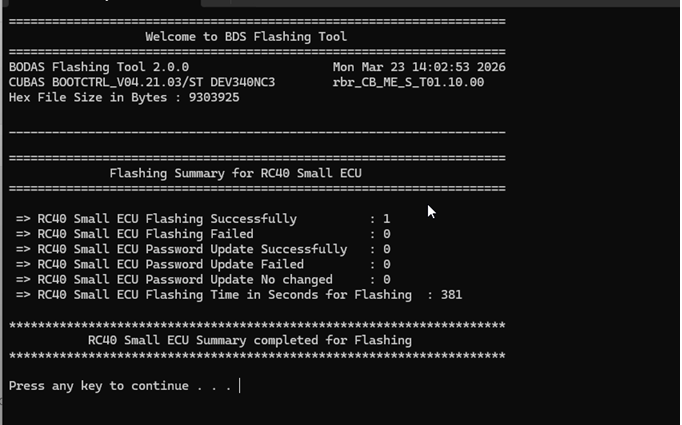 ======================================================================
Welcome to BDS Flashing Tool
======================================================================
BODAS Flashing Tool 2.0.0 Mon Mar 23 14:02:53 2026
CUBAS BOOTCTRL_V04.21.03/ST DEV340NC3 rbr_CB_ME_S_T01.10.00
Hex File Size in Bytes : 9303925
----------------------------------------------------------------------
======================================================================
Flashing Summary for RC40 Small ECU
======================================================================
=> RC40 Small ECU Flashing Successfully : 1
=> RC40 Small ECU Flashing Failed : 0
=> RC40 Small ECU Password Update Successfully : 0
=> RC40 Small ECU Password Update Failed : 0
=> RC40 Small ECU Password Update No changed : 0
=> RC40 Small ECU Flashing Time in Seconds for Flashing : 381
**********************************************************************
RC40 Small ECU Summary completed for Flashing
**********************************************************************
Press any key to continue . . .